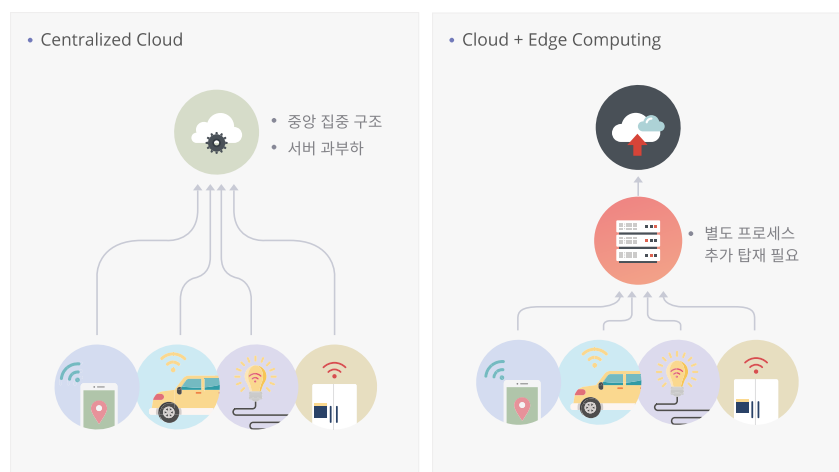 Centralized Cloud
• 중앙 집중 구조
• 서버 과부하
Cloud + Edge Computing
• 별도 프로세스
추가 탑재 필요